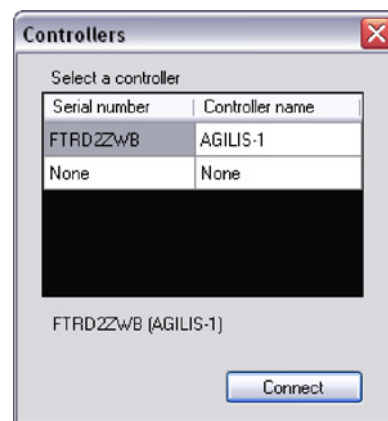 Controllers
Select a controller
Serial number Controller name
FTRD2ZWB AGILIS-1
None None
FTRD2ZWB (AGILIS-1)
Connect